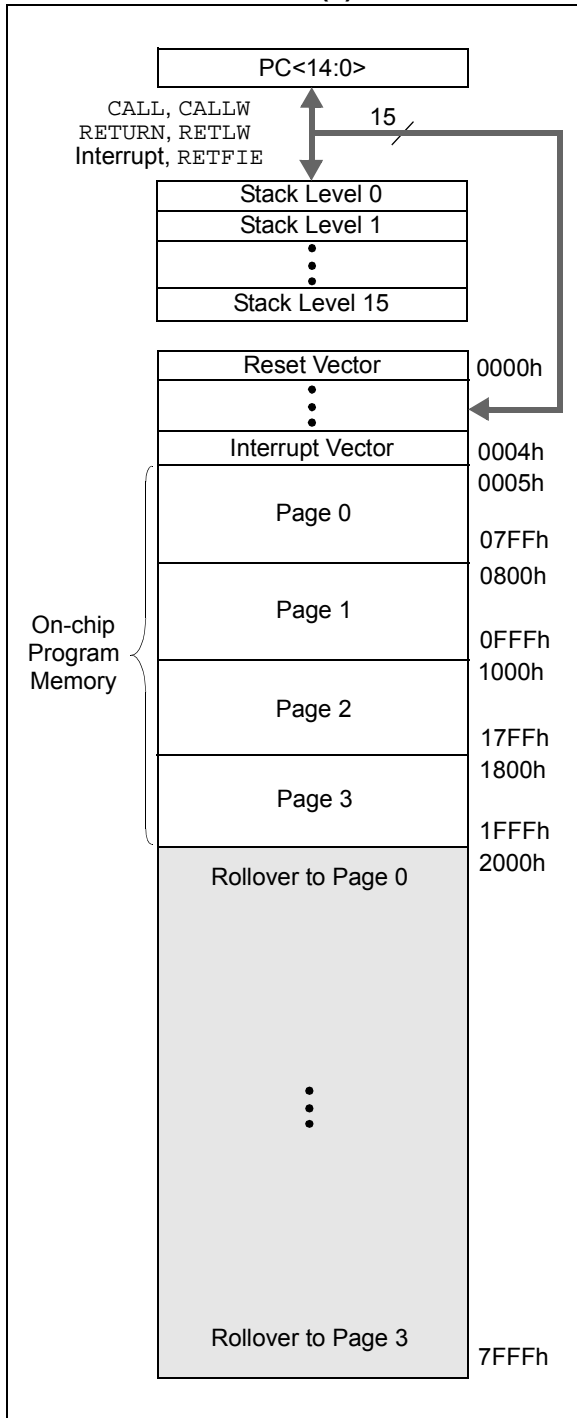 PC<14:0>
CALL, CALLW
RETURN, RETLW
Interrupt, RETFIE
15
Stack Level 0
Stack Level 1
Stack Level 15
Reset Vector
0000h
Interrupt Vector
0004h
0005h
Page 0
07FFh
0800h
Page 1
0FFFh
On-chip
Program
Memory
1000h
Page 2
17FFh
1800h
Page 3
1FFFh
2000h
Rollover to Page 0
Rollover to Page 3
7FFFh